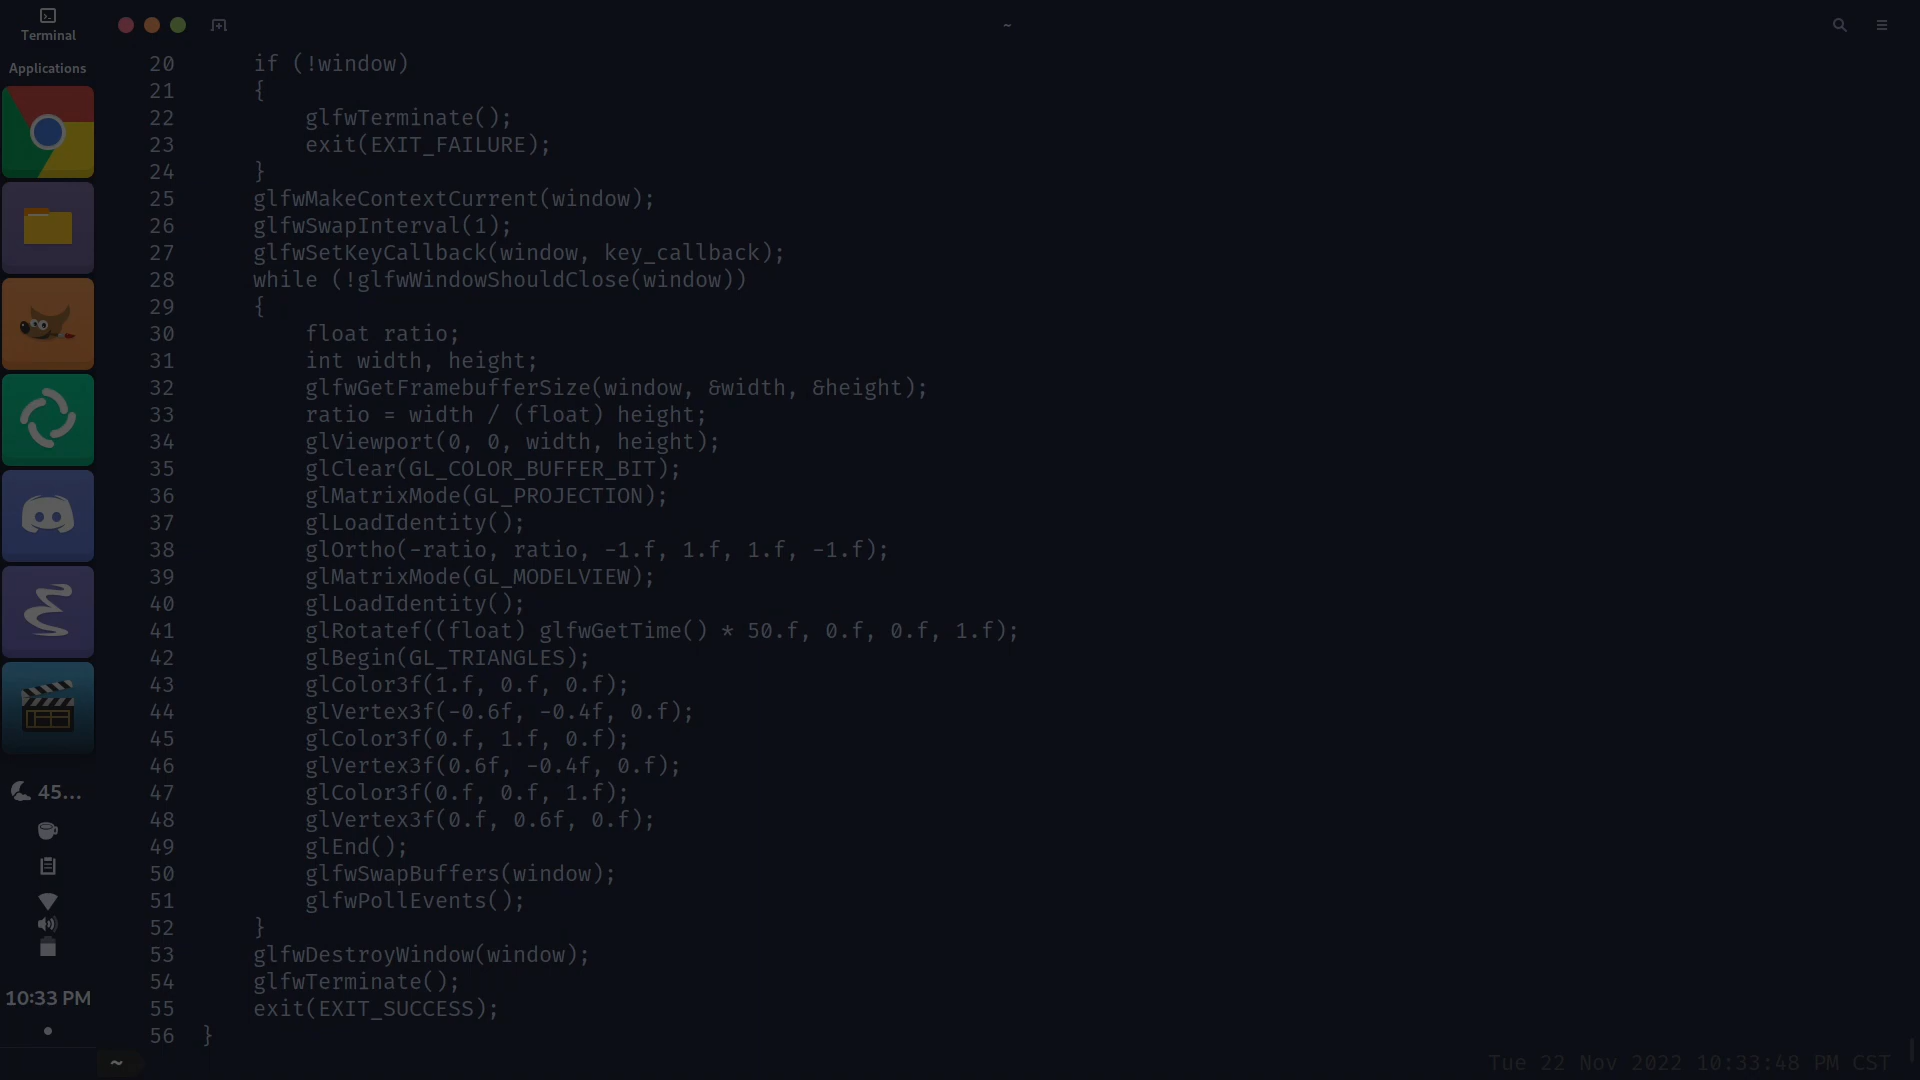 Terminal
~
Applications
20 if (!window)
21 {
22 glfwTerminate();
23 exit(EXIT_FAILURE);
24 }
25 glfwMakeContextCurrent(window);
26 glfwSwapInterval(1);
27 glfwSetKeyCallback(window, key_callback);
28 while (!glfwWindowShouldClose(window))
29 {
30 float ratio;
31 int width, height;
32 glfwGetFramebufferSize(window, &width, &height);
33 ratio = width / (float) height;
34 glViewport(0, 0, width, height);
35 glClear(GL_COLOR_BUFFER_BIT);
36 glMatrixMode(GL_PROJECTION);
37 glLoadIdentity();
38 glOrtho(-ratio, ratio, -1.f, 1.f, 1.f, -1.f);
39 glMatrixMode(GL_MODELVIEW);
40 glLoadIdentity();
41 glRotatef((float) glfwGetTime() * 50.f, 0.f, 0.f, 1.f);
42 glBegin(GL_TRIANGLES);
43 glColor3f(1.f, 0.f, 0.f);
44 glVertex3f(-0.6f, -0.4f, 0.f);
45 glColor3f(0.f, 1.f, 0.f);
46 glVertex3f(0.6f, -0.4f, 0.f);
47 glColor3f(0.f, 0.f, 1.f);
48 glVertex3f(0.f, 0.6f, 0.f);
49 glEnd();
50 glfwSwapBuffers(window);
51 glfwPollEvents();
52 }
53 glfwDestroyWindow(window);
54 glfwTerminate();
55 exit(EXIT_SUCCESS);
56 }
45...
10:33 PM
~
Tue 22 Nov 2022 10:33:48 PM CST